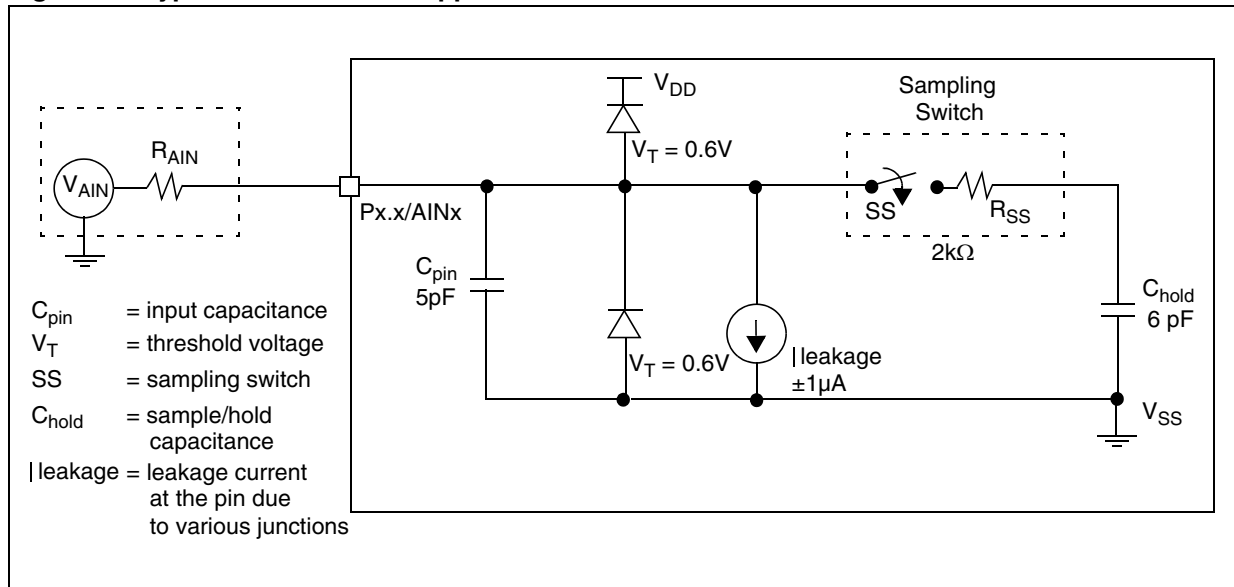 V_DD
Sampling
Switch
R_AIN
V_T = 0.6V
V_AIN
Px.x/AINx
SS
R_SS
2kΩ
C_pin
5pF
C_hold
6 pF
V_T = 0.6V
I leakage
±1µA
V_SS
C_pin = input capacitance
V_T = threshold voltage
SS = sampling switch
C_hold = sample/hold
capacitance
I leakage = leakage current
at the pin due
to various junctions